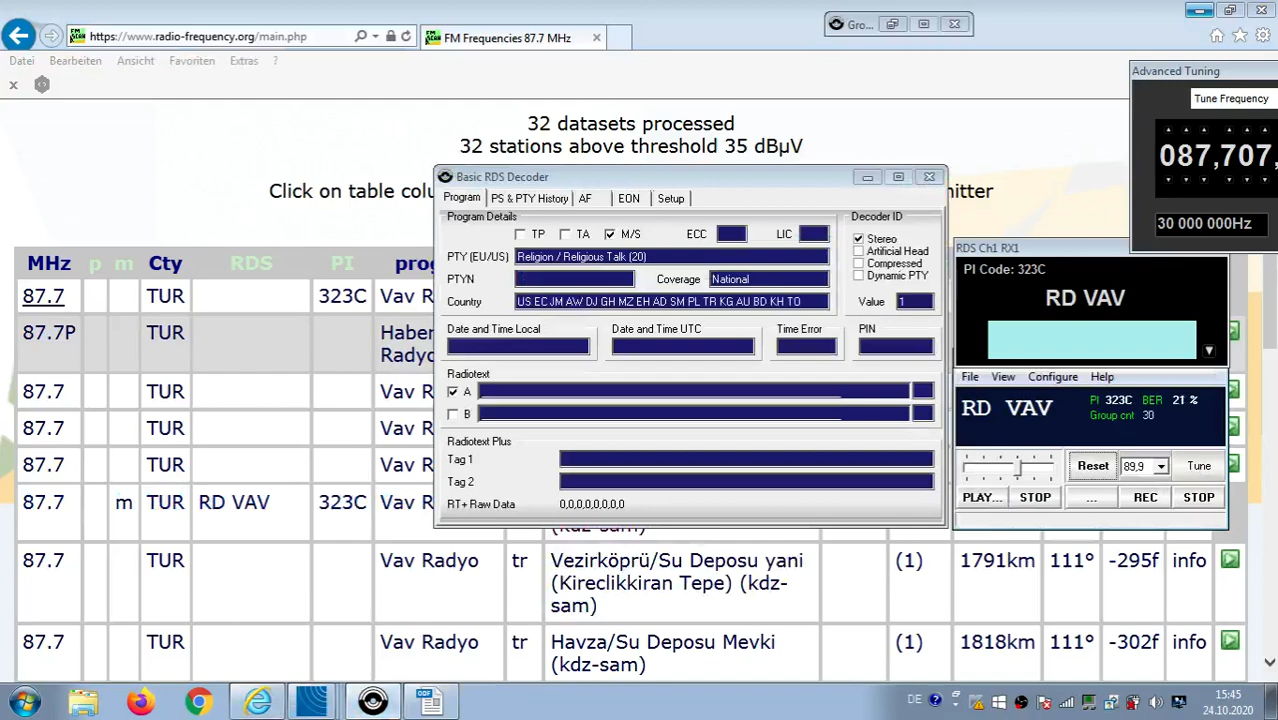 Gro...
https://www.radio-frequency.org/main.php
FM SCAN
FM Frequencies 87.7 MHz
Datei Bearbeiten Ansicht Favoriten Extras ?
32 datasets processed
32 stations above threshold 35 dBµV
Click on table colu
mitter
MHz p m Cty RDS PI prog
87.7 TUR 323C Vav R
87.7P TUR Haber
Radyo
87.7 TUR Vav R
87.7 TUR Vav R
87.7 TUR Vav R
87.7 m TUR RD VAV 323C Vav R
(kdz-sam)
87.7 TUR Vav Radyo tr Vezirköprü/Su Deposu yani (1) 1791km 111° -295f info
(Kireclikkiran Tepe) (kdz-
sam)
87.7 TUR Vav Radyo tr Havza/Su Deposu Mevki (1) 1818km 111° -302f info
(kdz-sam)
Basic RDS Decoder
Program PS & PTY History AF EON Setup
Program Details
TP TA M/S ECC LIC
PTY (EU/US) Religion / Religious Talk (20)
PTYN Coverage National
Country US EC JM AW DJ GH MZ EH AD SM PL TR KG AU BD KH TO
Decoder ID
Stereo
Artificial Head
Compressed
Dynamic PTY
Value 1
Date and Time Local Date and Time UTC Time Error PIN
Radiotext
A
B
Radiotext Plus
Tag 1
Tag 2
RT+ Raw Data 0,0,0,0,0,0,0
Advanced Tuning
Tune Frequency
087,707,
30 000 000Hz
RDS Ch1 RX1
PI Code: 323C
RD VAV
File View Configure Help
RD VAV PI 323C BER 21 %
Group cnt 30
Reset 89,9 Tune
PLAY... STOP ... REC STOP
ODF
DE
15:45
24.10.2020